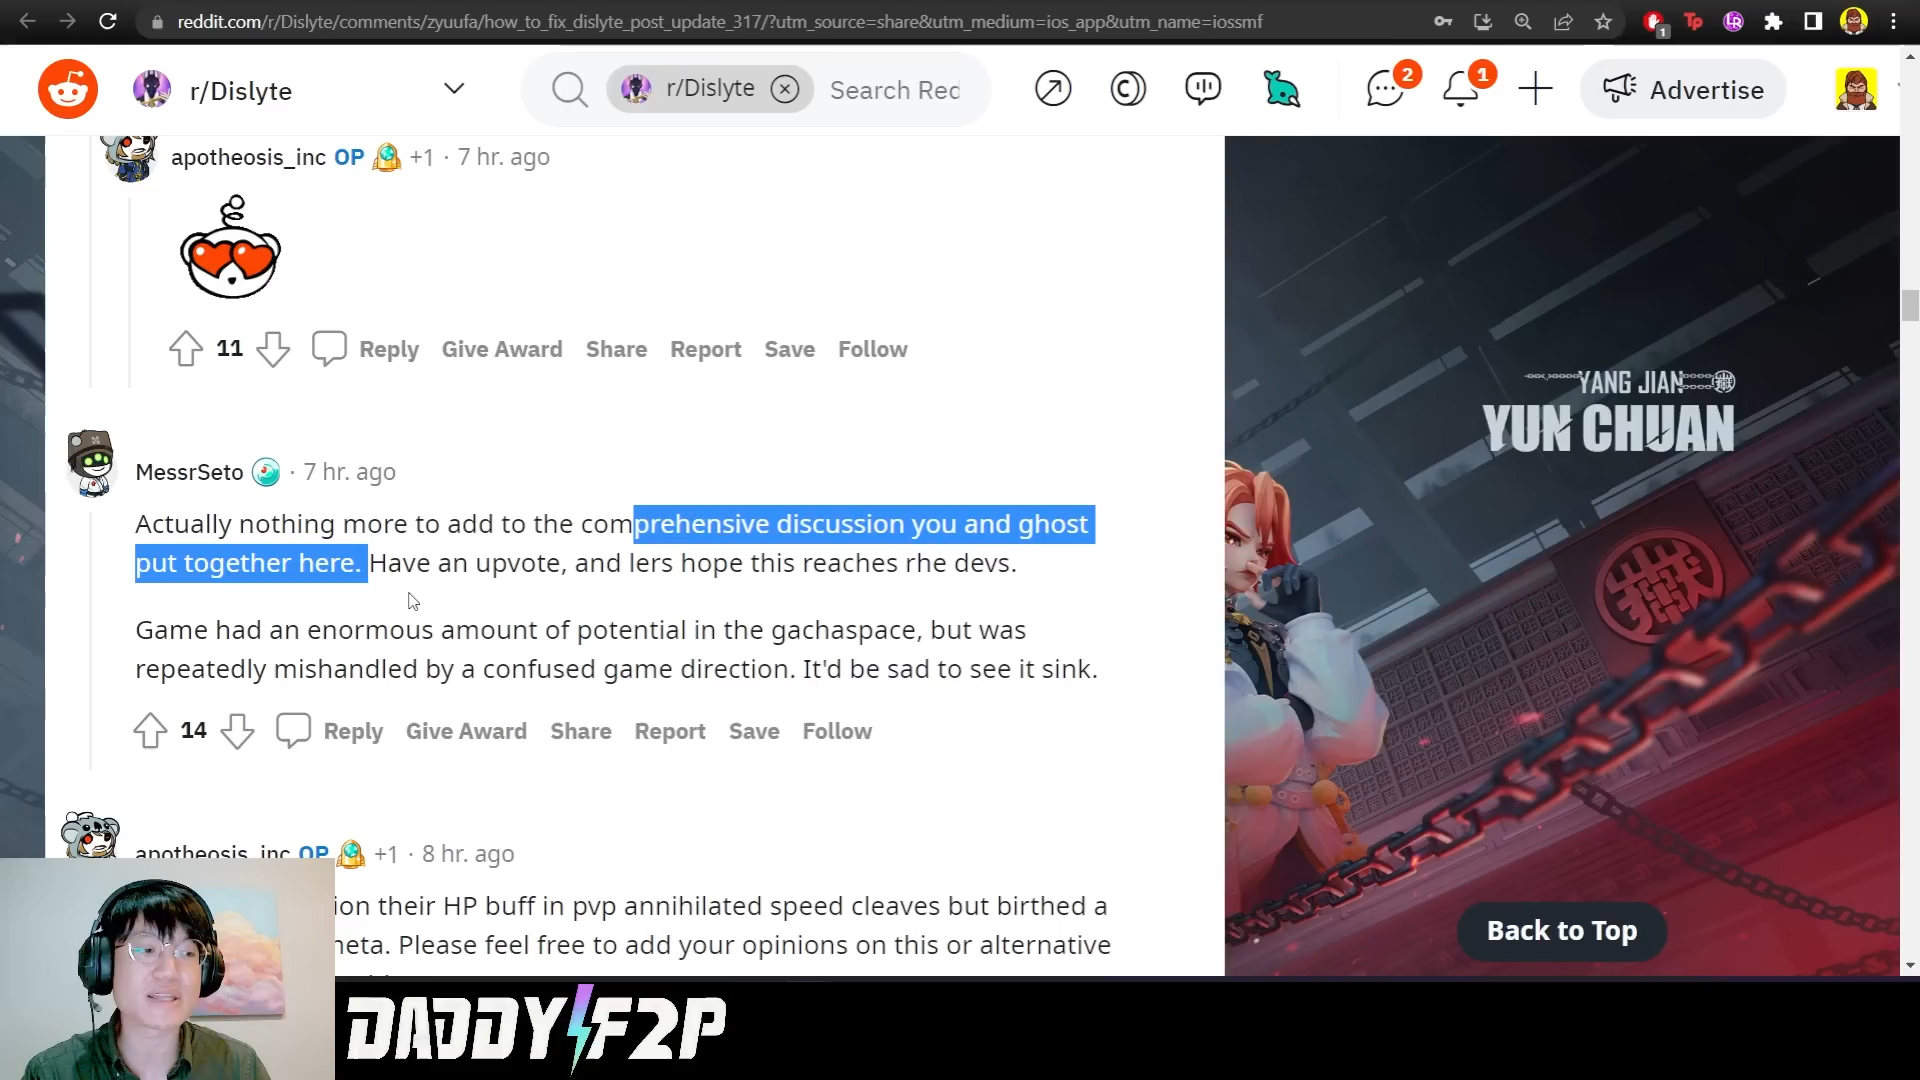 reddit.com/r/Dislyte/comments/zyuufa/how_to_fix_dislyte_post_update_317/?utm_source=share&utm_medium=ios_app&utm_name=iossmf
1
Tp
LR
r/Dislyte
r/Dislyte
Search Red
2
1
Advertise
apotheosis_inc OP +1 · 7 hr. ago
11
Reply
Give Award
Share
Report
Save
Follow
YANG JIAN
YUN CHUAN
MessrSeto · 7 hr. ago
Actually nothing more to add to the comprehensive discussion you and ghost
put together here. Have an upvote, and lers hope this reaches rhe devs.
Game had an enormous amount of potential in the gachaspace, but was
repeatedly mishandled by a confused game direction. It'd be sad to see it sink.
14
Reply
Give Award
Share
Report
Save
Follow
apotheosis_inc OP +1 · 8 hr. ago
ion their HP buff in pvp annihilated speed cleaves but birthed a
neta. Please feel free to add your opinions on this or alternative
Back to Top
DADDY F2P